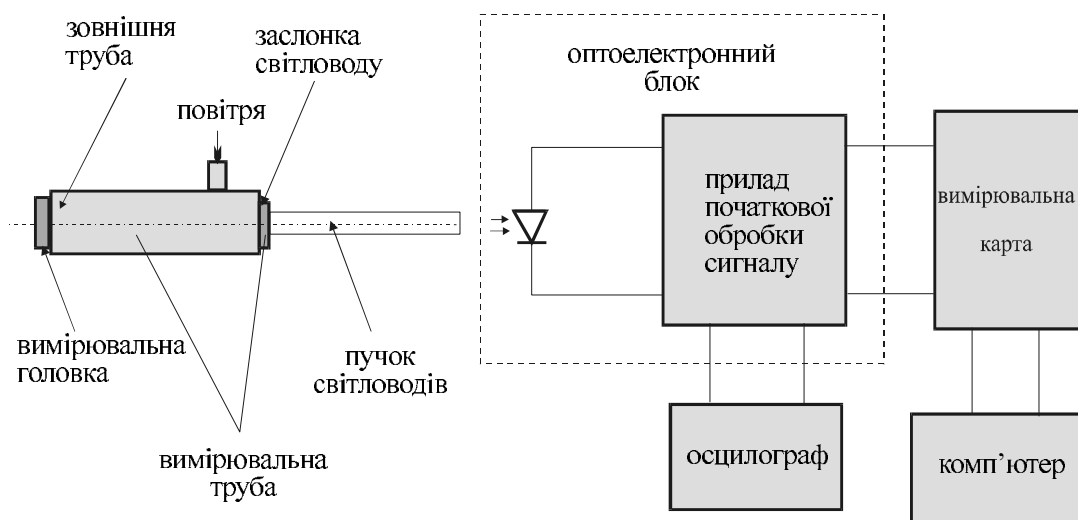 зовнішня
труба
заслонка
світловоду
повітря
вимірювальна
головка
пучок
світловодів
вимірювальна
труба
оптоелектронний
блок
прилад
початкової
обробки
сигналу
вимірювальна
карта
осцилограф
комп’ютер